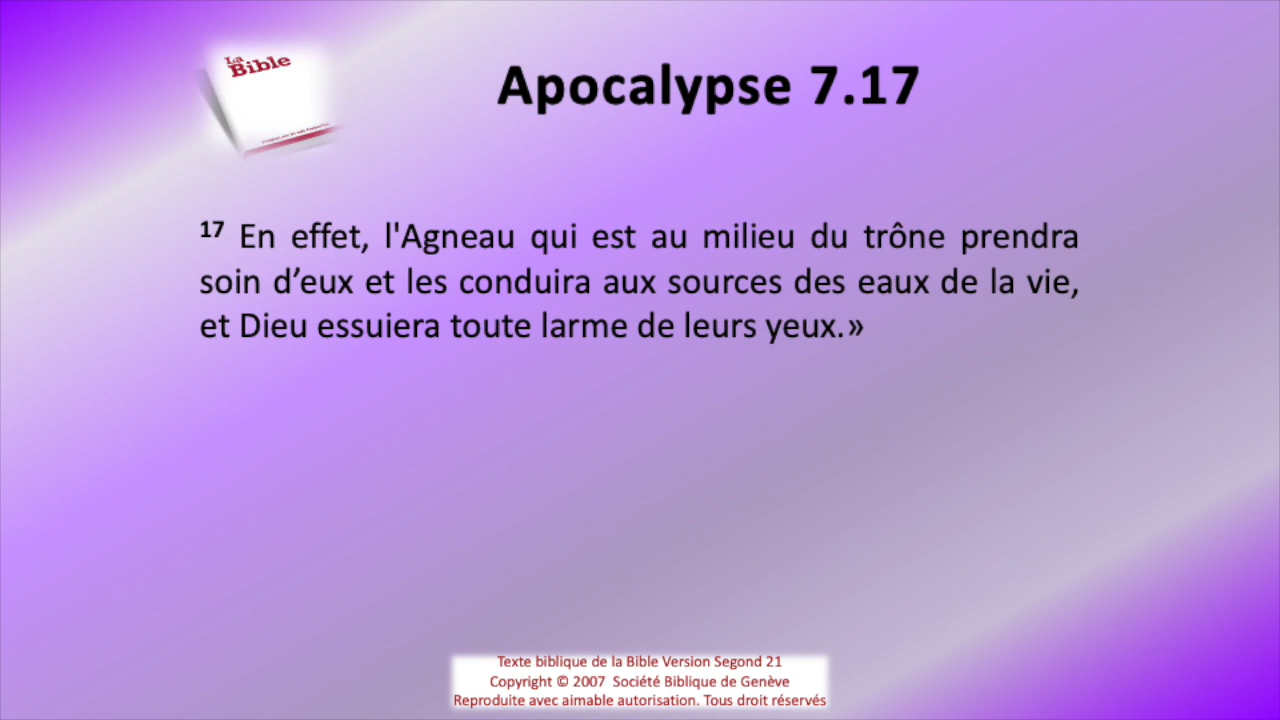 La
Bible
Apocalypse 7.17
17 En effet, l'Agneau qui est au milieu du trône prendra
soin d’eux et les conduira aux sources des eaux de la vie,
et Dieu essuiera toute larme de leurs yeux.»
Texte biblique de la Bible Version Segond 21
Copyright © 2007 Société Biblique de Genève
Reproduite avec aimable autorisation. Tous droit réservés